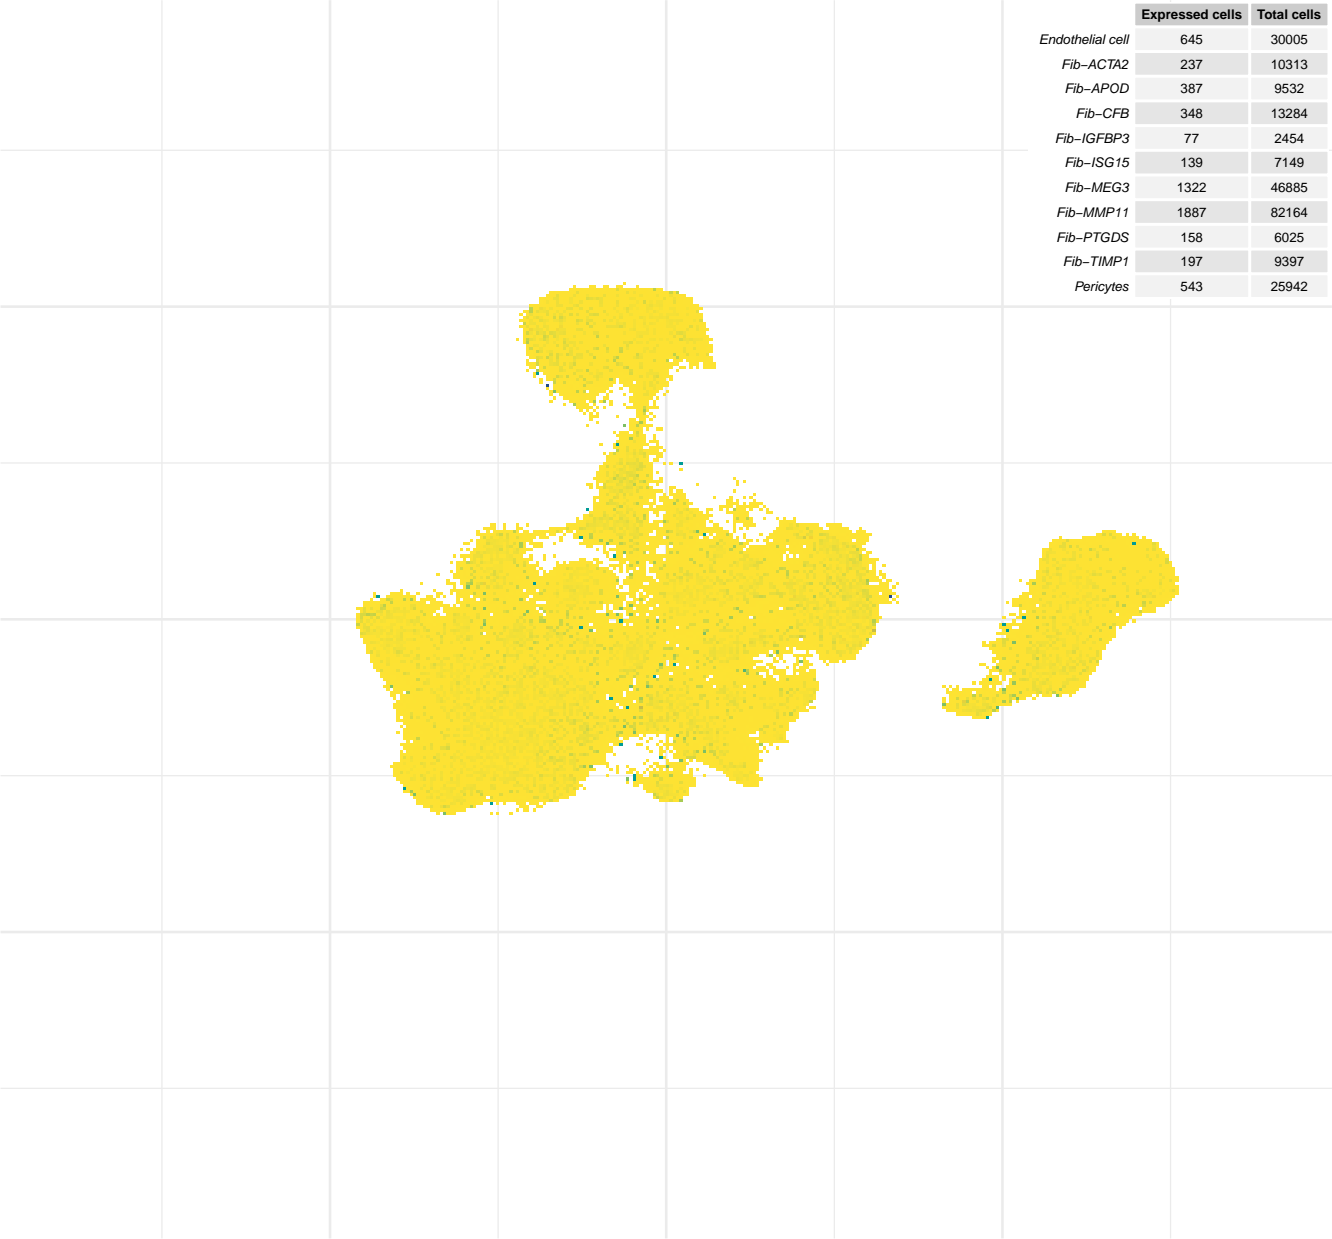 Expressed cells Total cells
Endothelial cell 645 30005
Fib−ACTA2 237 10313
Fib−APOD 387 9532
Fib−CFB 348 13284
Fib−IGFBP3 77 2454
Fib−ISG15 139 7149
Fib−MEG3 1322 46885
Fib−MMP11 1887 82164
Fib−PTGDS 158 6025
Fib−TIMP1 197 9397
Pericytes 543 25942